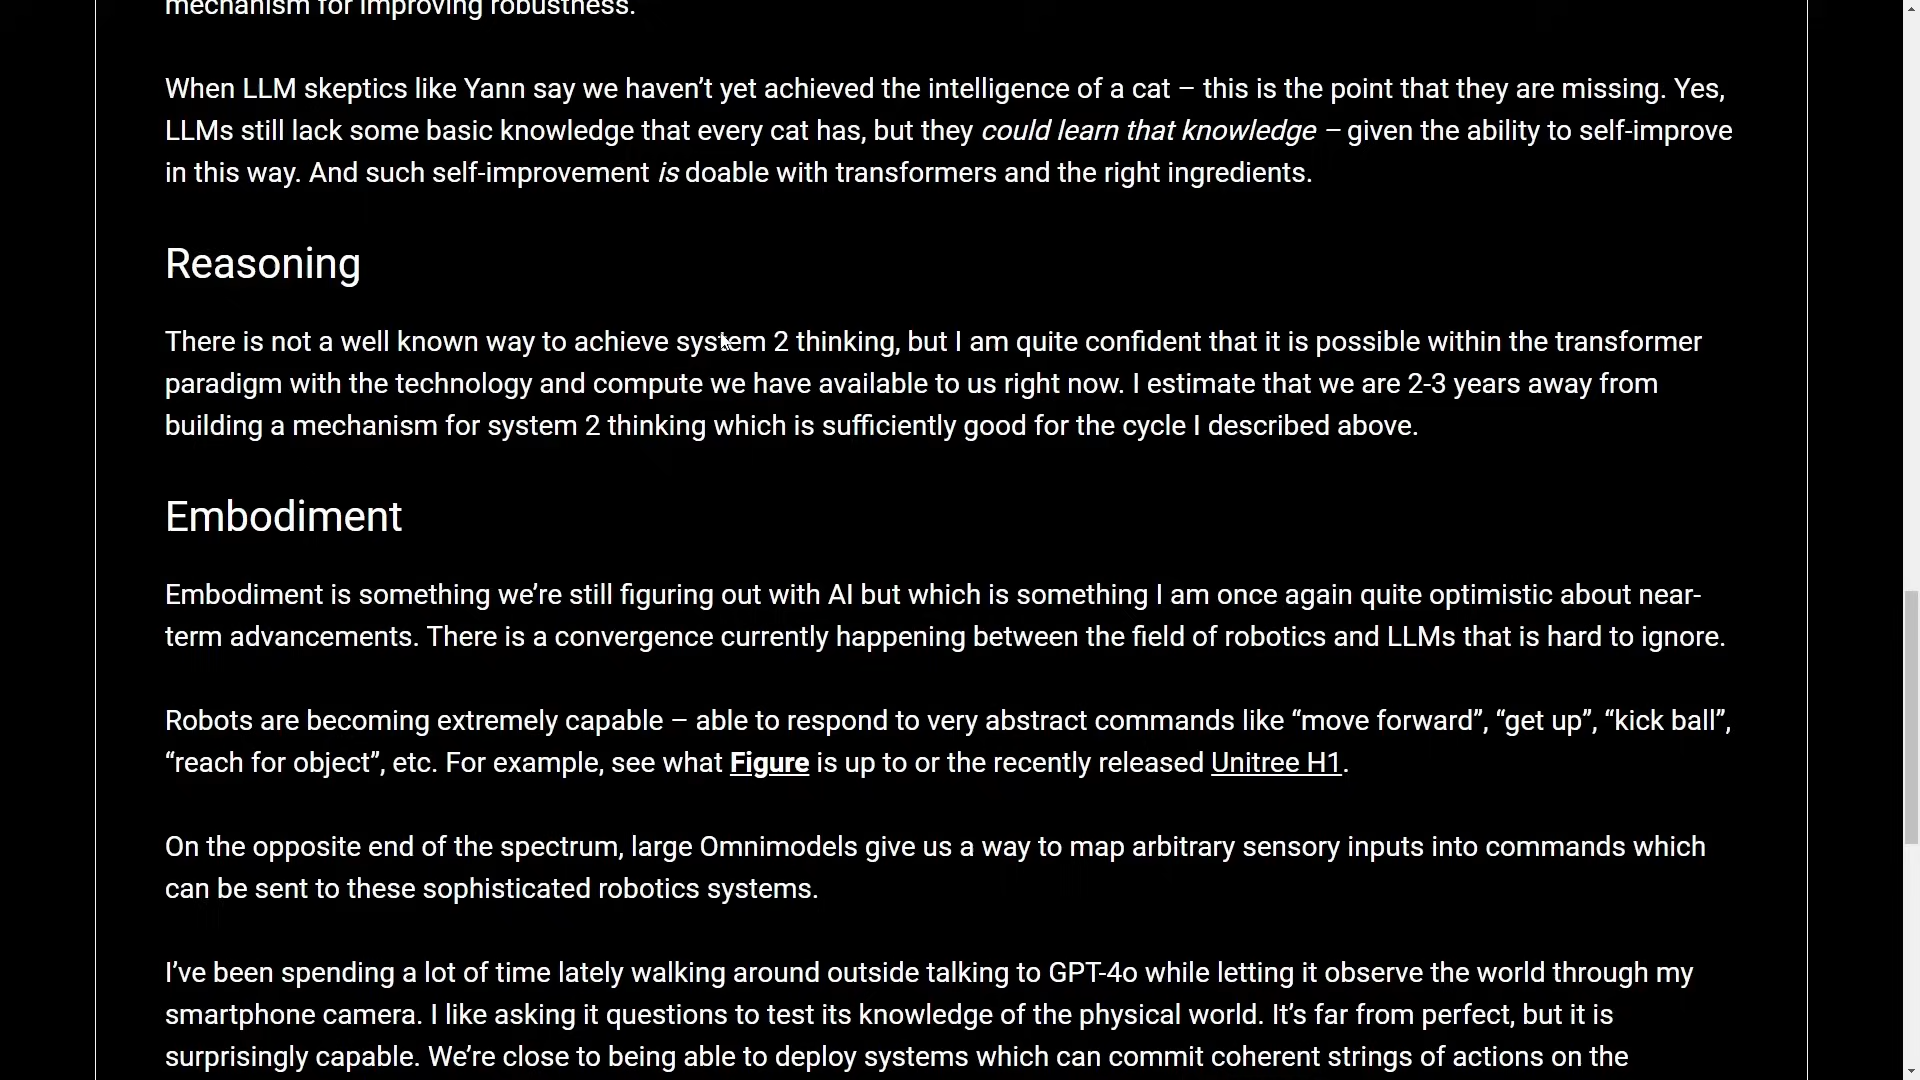 mechanism for improving robustness.
When LLM skeptics like Yann say we haven’t yet achieved the intelligence of a cat – this is the point that they are missing. Yes,
LLMs still lack some basic knowledge that every cat has, but they could learn that knowledge – given the ability to self-improve
in this way. And such self-improvement is doable with transformers and the right ingredients.
Reasoning
There is not a well known way to achieve system 2 thinking, but I am quite confident that it is possible within the transformer
paradigm with the technology and compute we have available to us right now. I estimate that we are 2-3 years away from
building a mechanism for system 2 thinking which is sufficiently good for the cycle I described above.
Embodiment
Embodiment is something we’re still figuring out with AI but which is something I am once again quite optimistic about near-
term advancements. There is a convergence currently happening between the field of robotics and LLMs that is hard to ignore.
Robots are becoming extremely capable – able to respond to very abstract commands like “move forward”, “get up”, “kick ball”,
“reach for object”, etc. For example, see what Figure is up to or the recently released Unitree H1.
On the opposite end of the spectrum, large Omnimodels give us a way to map arbitrary sensory inputs into commands which
can be sent to these sophisticated robotics systems.
I’ve been spending a lot of time lately walking around outside talking to GPT-4o while letting it observe the world through my
smartphone camera. I like asking it questions to test its knowledge of the physical world. It’s far from perfect, but it is
surprisingly capable. We’re close to being able to deploy systems which can commit coherent strings of actions on the